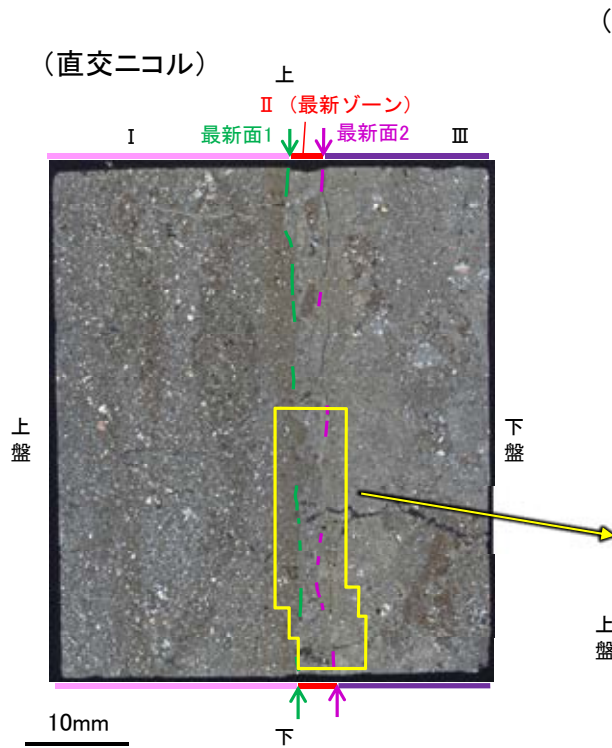 （
（直交ニコル）
上
Ⅱ （最新ゾーン）
Ⅰ 最新面1 最新面2 Ⅲ
上盤
下盤
上盤
10mm
下